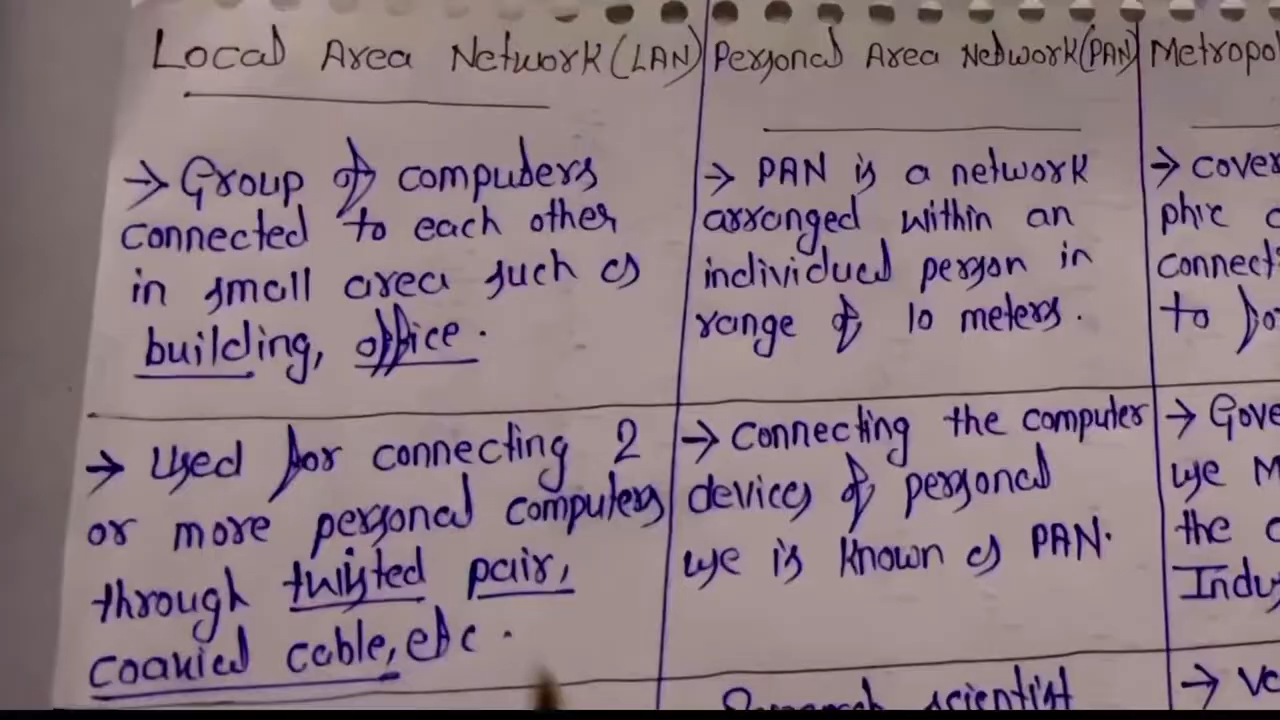 Local Area Network (LAN)
→ Group of computers
connected to each other
in small area such as
building, office.
→ Used for connecting 2
or more personal computers
through twisted pair,
coaxial cable, etc.
Personal Area Network (PAN)
→ PAN is a network
arranged within an
individual person in
range of 10 meters.
→ Connecting the computer
devices of personal
use is known as PAN.
scientist
Metropol
→ cover
phic
connect
to
→ Gove
use M
the
Indus
→ ve